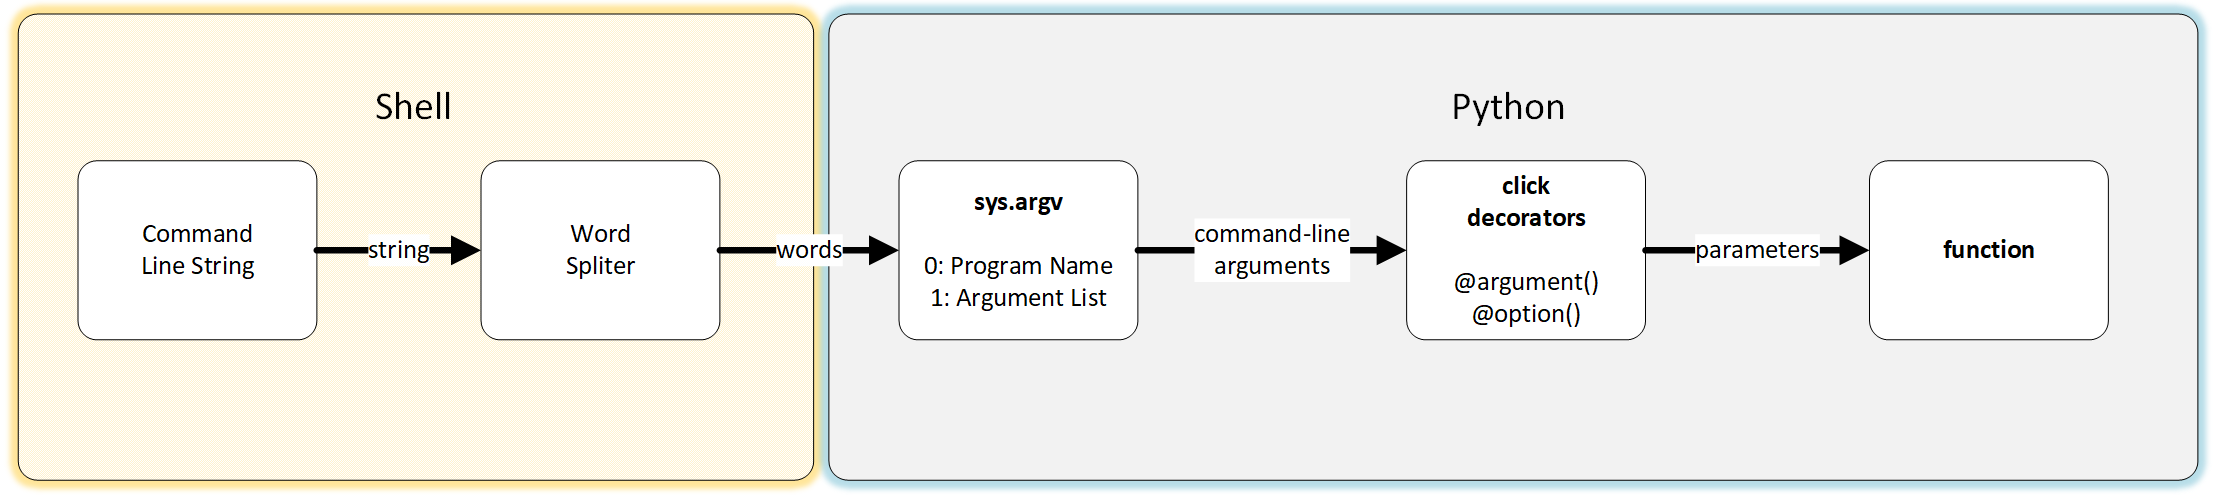 Shell
Python
Command
Line String
string
Word
Spliter
words
sys.argv
0: Program Name
1: Argument List
command-line
arguments
click
decorators
@argument()
@option()
parameters
function